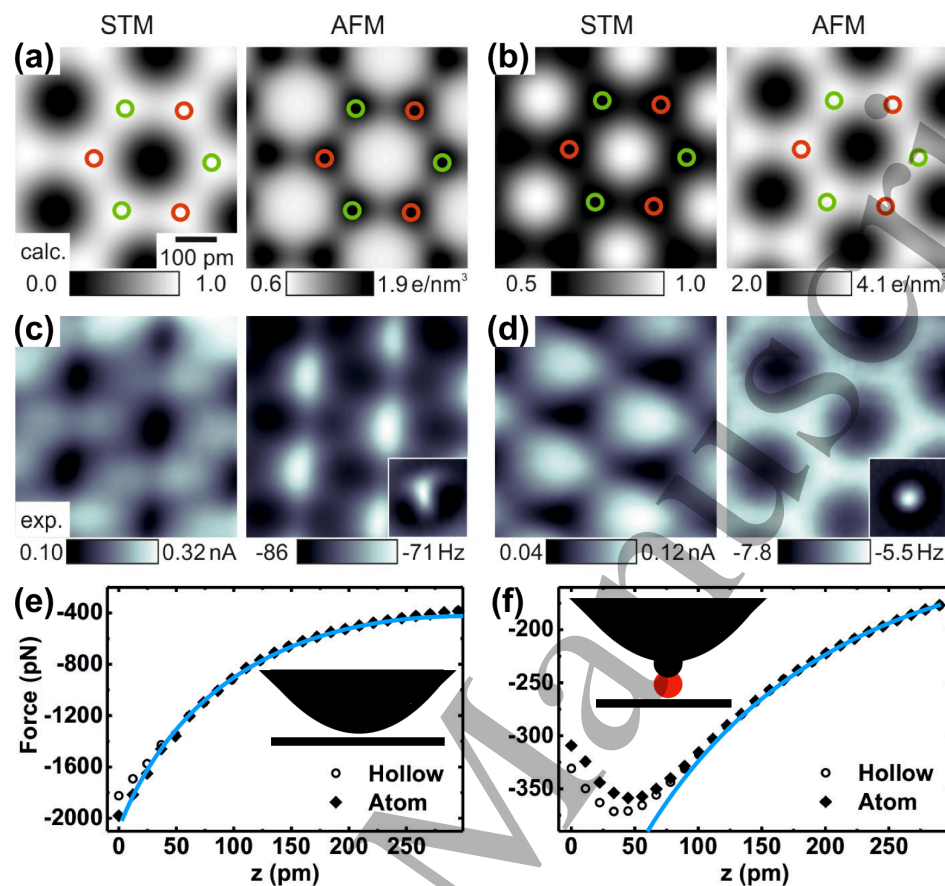 STM AFM STM AFM
(a) (b)
calc. 100 pm
0.0 1.0 0.6 1.9 e/nm³ 0.5 1.0 2.0 4.1 e/nm³
(c) (d)
exp.
0.10 0.32 nA -86 -71 Hz 0.04 0.12 nA -7.8 -5.5 Hz
(e) (f)
-400
-800
-1200
-1600
-2000
Force (pN)
Hollow
Atom
0 50 100 150 200 250
z (pm)
-200
-250
-300
-350
Hollow
Atom
0 50 100 150 200 250
z (pm)
Manuscri